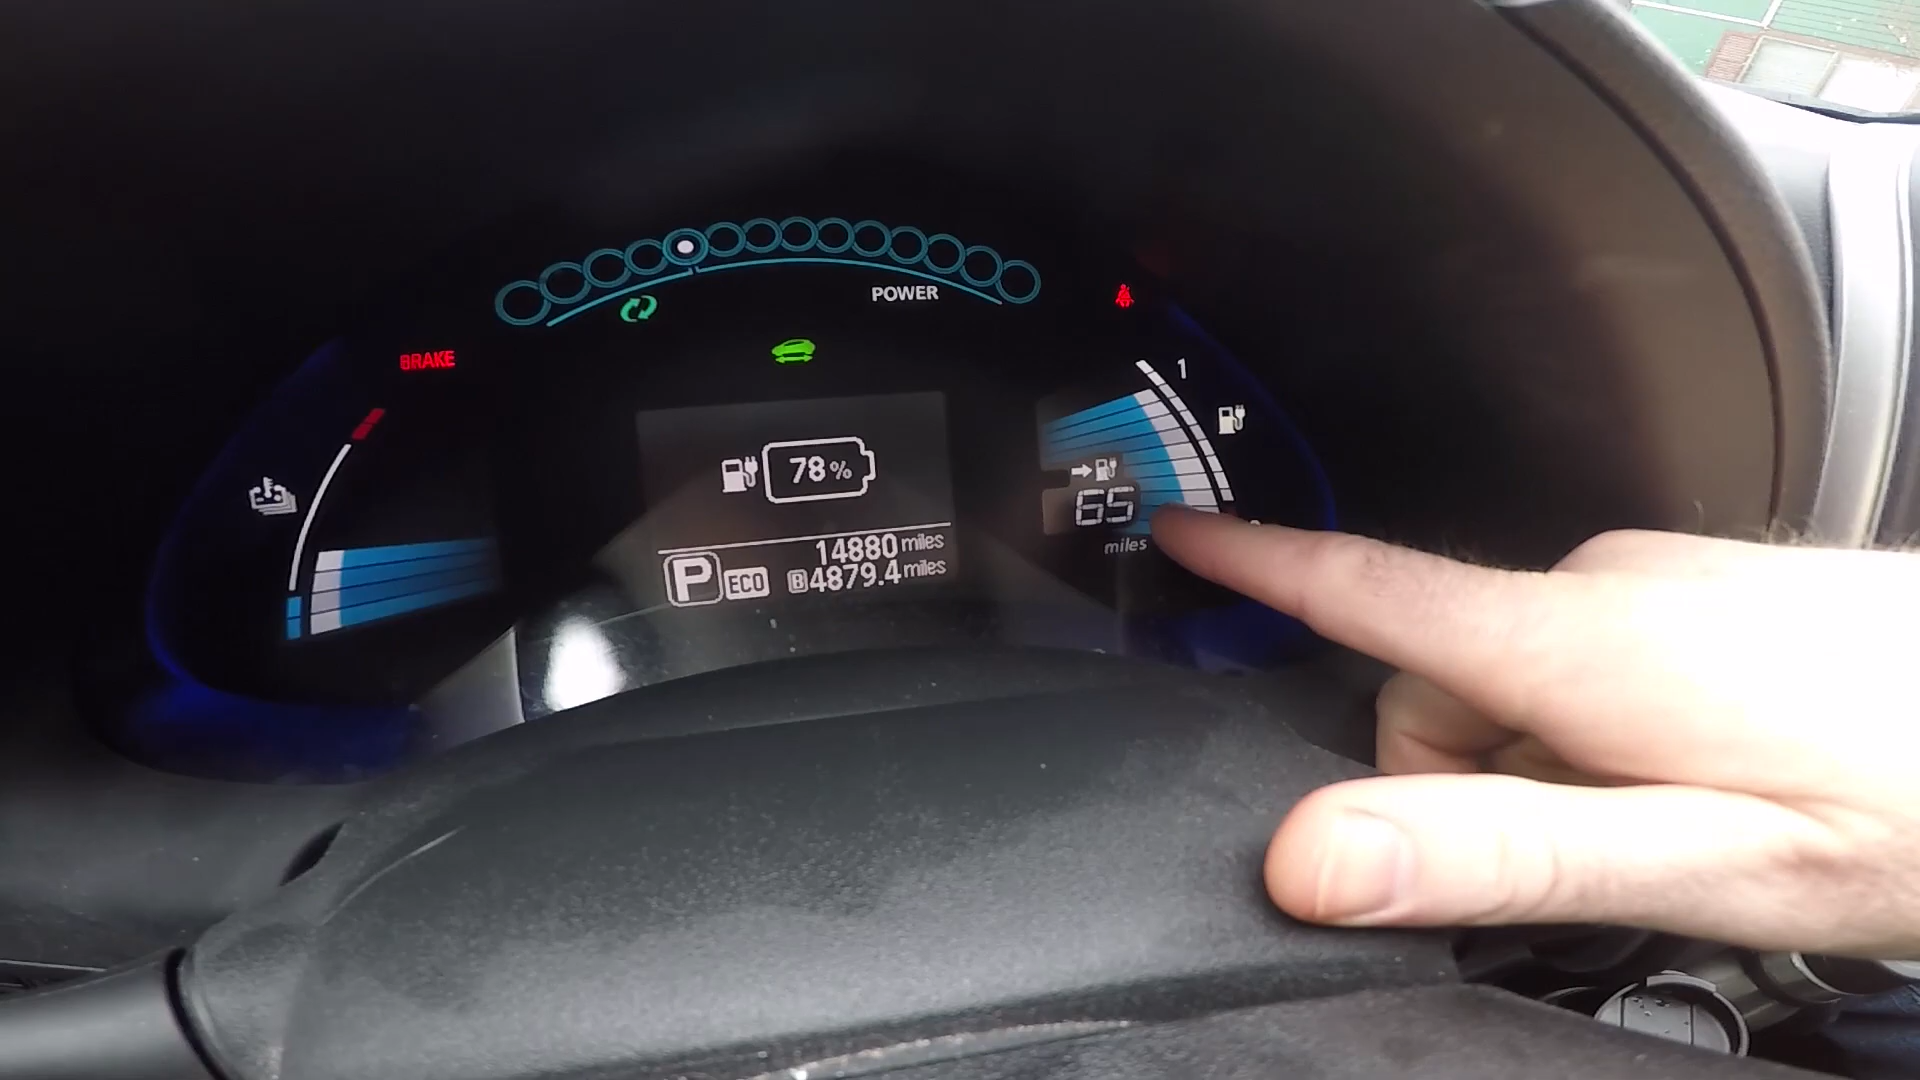 POWER
BRAKE
1
78%
65
miles
14880 miles
P ECO B 4879.4 miles